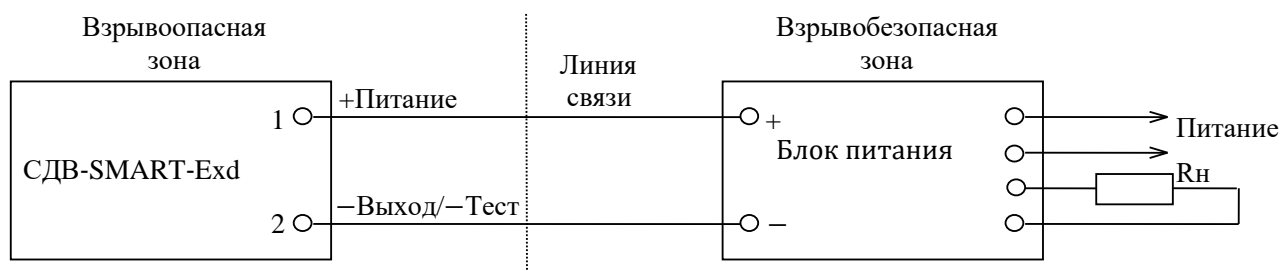 Взрывоопасная
зона
Взрывобезопасная
зона
Линия
связи
+Питание
1
СДВ-SMART-Exd
−Выход/−Тест
2
+
Блок питания
−
Питание
Rн